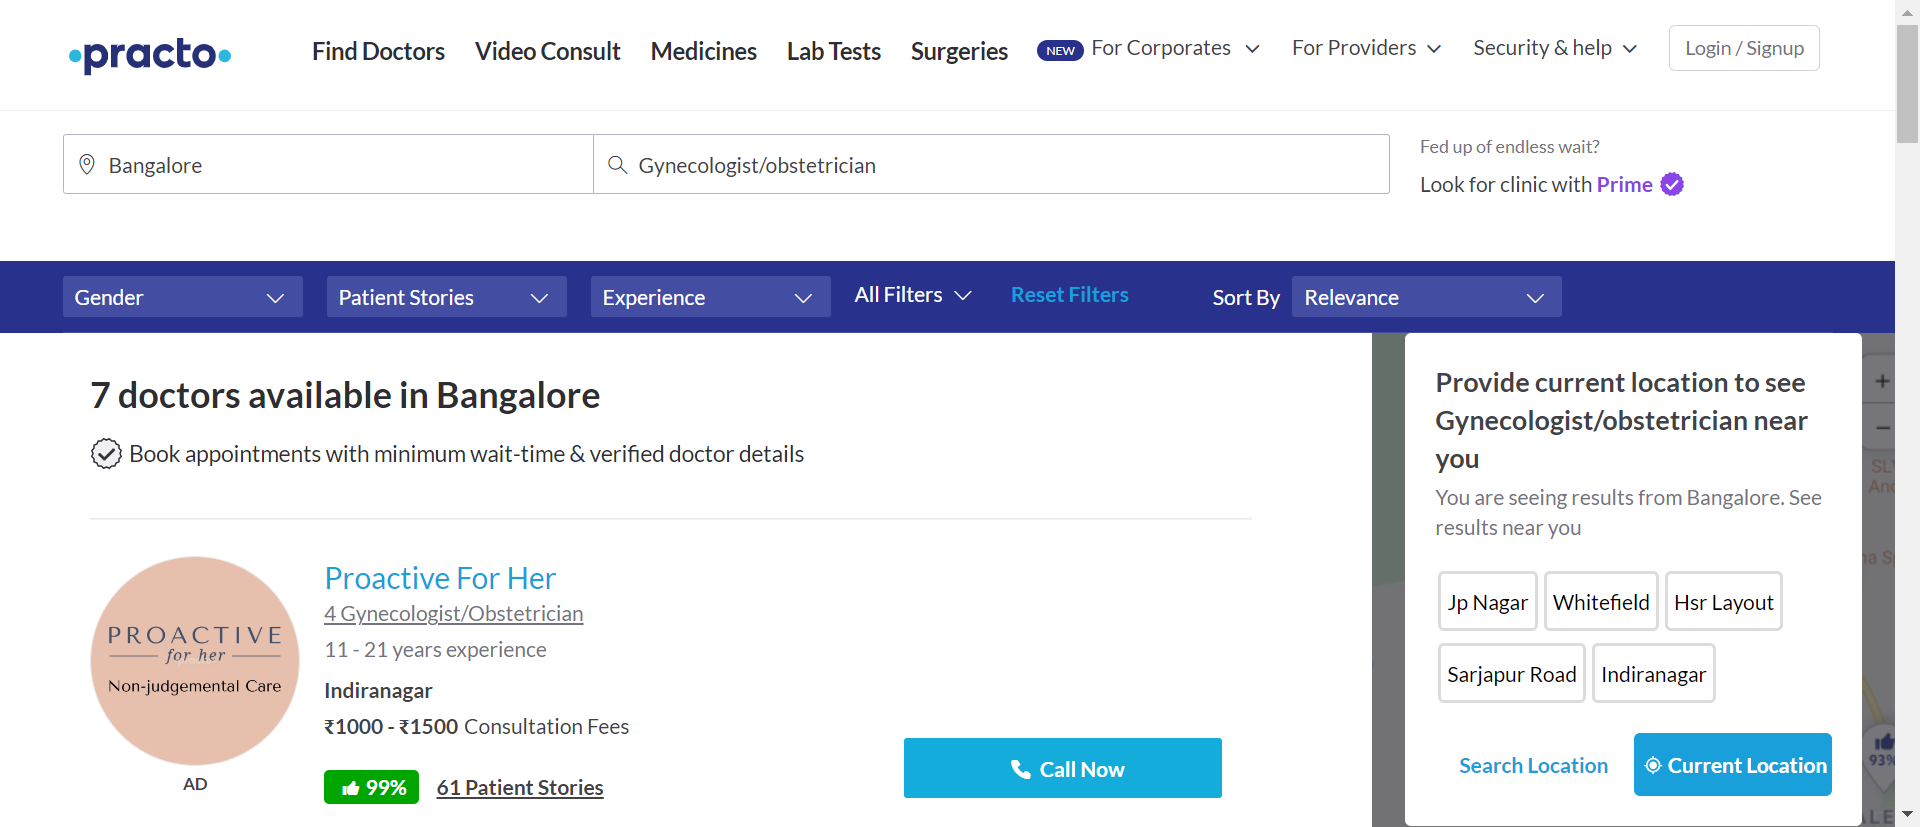 practo
Find Doctors
Video Consult
Medicines
Lab Tests
Surgeries
NEW
For Corporates
For Providers
Security & help
Login / Signup
Bangalore
Gynecologist/obstetrician
Fed up of endless wait?
Look for clinic with Prime
Gender
Patient Stories
Experience
All Filters
Reset Filters
Sort By
Relevance
7 doctors available in Bangalore
Book appointments with minimum wait-time & verified doctor details
PROACTIVE
for her
Non-judgemental Care
AD
Proactive For Her
4 Gynecologist/Obstetrician
11 - 21 years experience
Indiranagar
₹1000 - ₹1500 Consultation Fees
99%
61 Patient Stories
Call Now
Provide current location to see
Gynecologist/obstetrician near
you
You are seeing results from Bangalore. See
results near you
Jp Nagar
Whitefield
Hsr Layout
Sarjapur Road
Indiranagar
Search Location
Current Location
+
−
93%